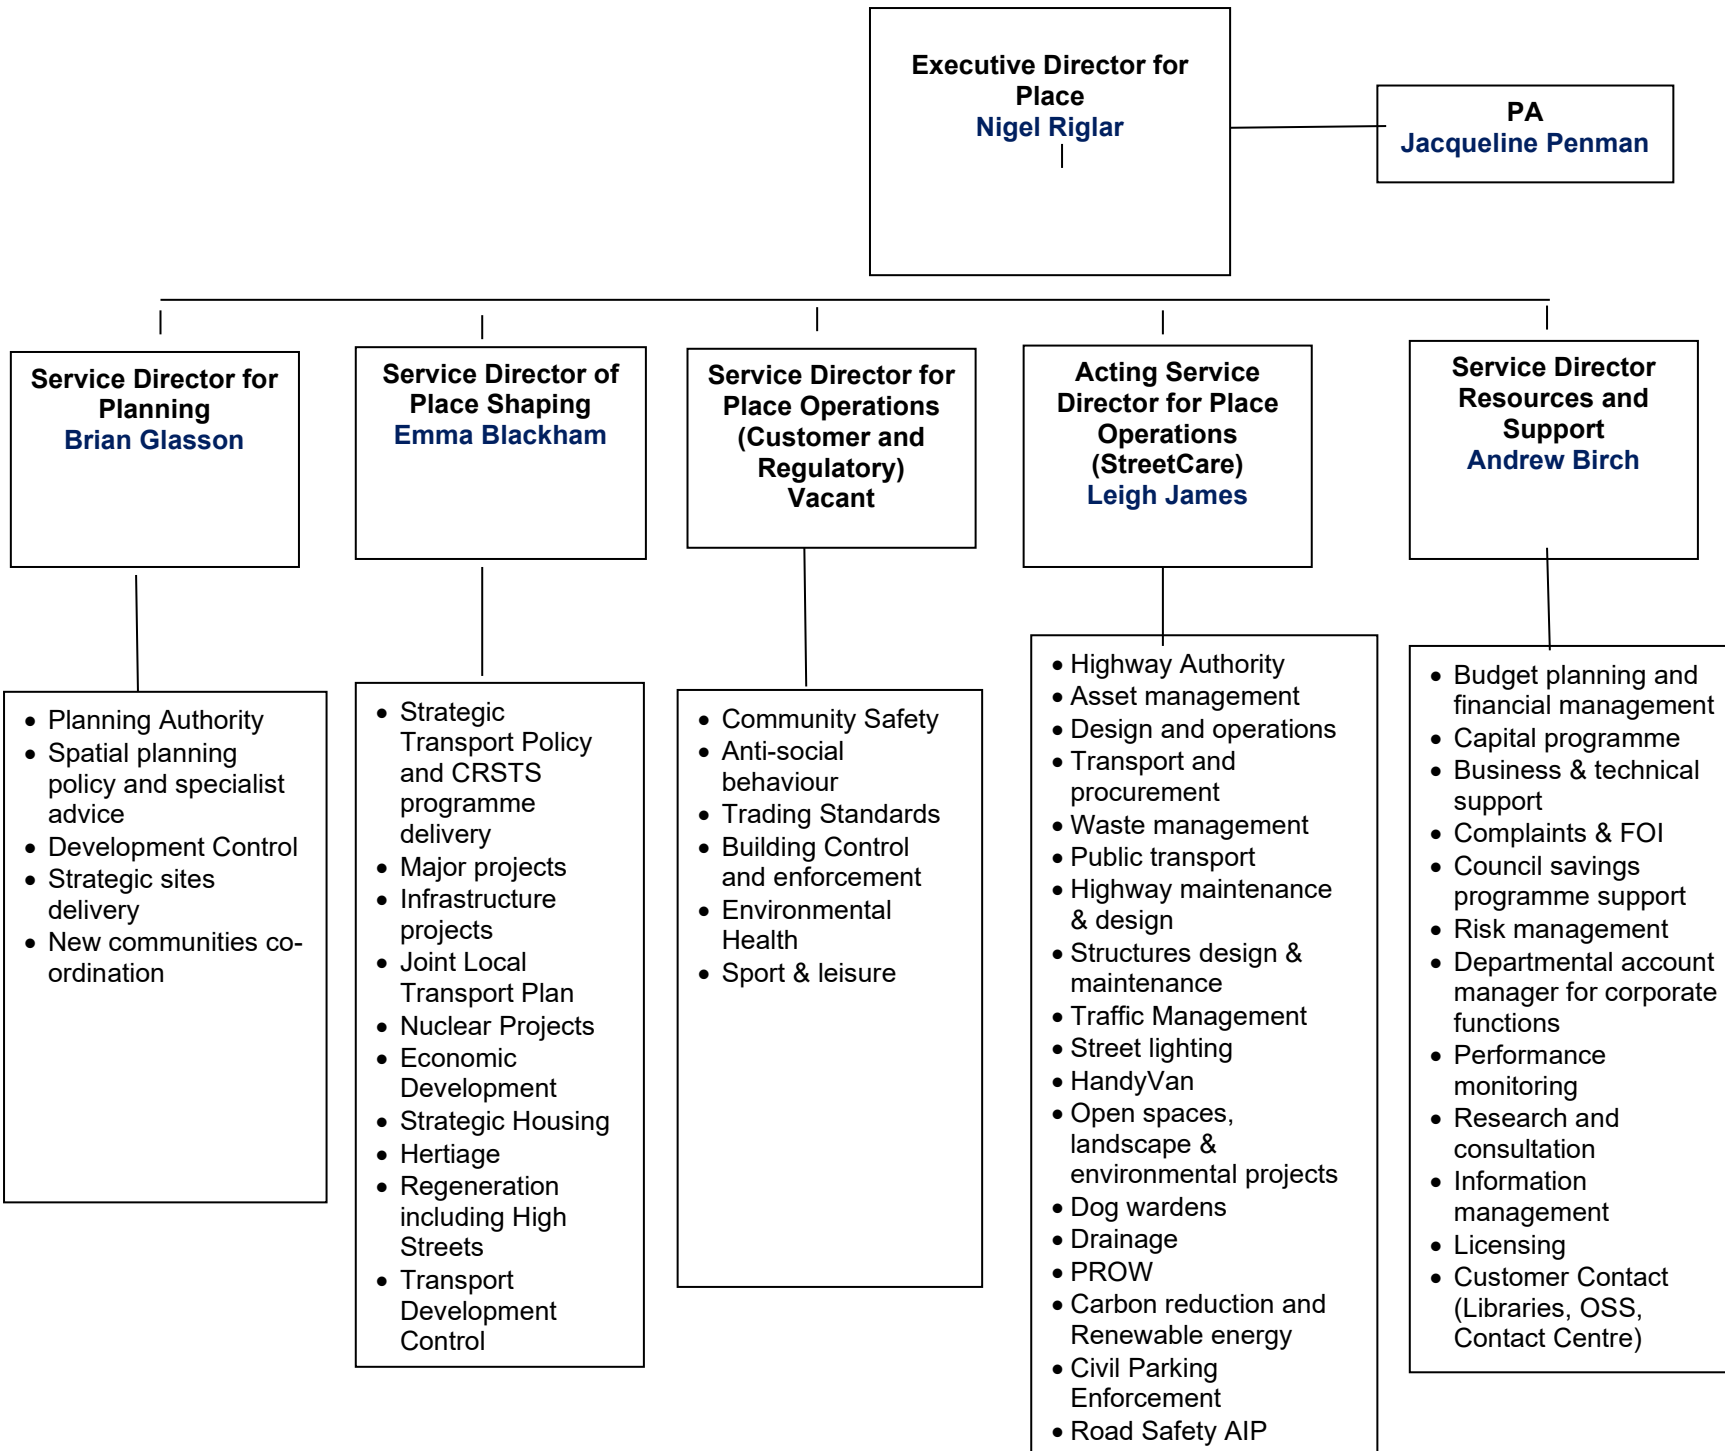 Executive Director for
Place
Nigel Riglar
PA
Jacqueline Penman
Service Director for
Planning
Brian Glasson
Service Director of
Place Shaping
Emma Blackham
Service Director for
Place Operations
(Customer and
Regulatory)
Vacant
Acting Service
Director for Place
Operations
(StreetCare)
Leigh James
Service Director
Resources and
Support
Andrew Birch
• Planning Authority
• Spatial planning
policy and specialist
advice
• Development Control
• Strategic sites
delivery
• New communities co-
ordination
• Strategic
Transport Policy
and CRSTS
programme
delivery
• Major projects
• Infrastructure
projects
• Joint Local
Transport Plan
• Nuclear Projects
• Economic
Development
• Strategic Housing
• Hertiage
• Regeneration
including High
Streets
• Transport
Development
Control
• Community Safety
• Anti-social
behaviour
• Trading Standards
• Building Control
and enforcement
• Environmental
Health
• Sport & leisure
• Highway Authority
• Asset management
• Design and operations
• Transport and
procurement
• Waste management
• Public transport
• Highway maintenance
& design
• Structures design &
maintenance
• Traffic Management
• Street lighting
• HandyVan
• Open spaces,
landscape &
environmental projects
• Dog wardens
• Drainage
• PROW
• Carbon reduction and
Renewable energy
• Civil Parking
Enforcement
• Road Safety AIP
• Budget planning and
financial management
• Capital programme
• Business & technical
support
• Complaints & FOI
• Council savings
programme support
• Risk management
• Departmental account
manager for corporate
functions
• Performance
monitoring
• Research and
consultation
• Information
management
• Licensing
• Customer Contact
(Libraries, OSS,
Contact Centre)